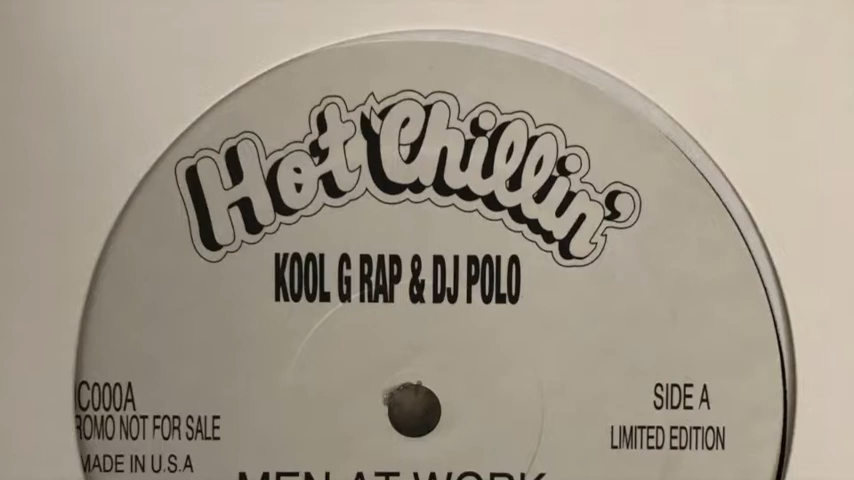 Hot Chillin'
KOOL G RAP & DJ POLO
C000A
ROMO NOT FOR SALE
MADE IN U.S.A
SIDE A
LIMITED EDITION
MEN AT WORK